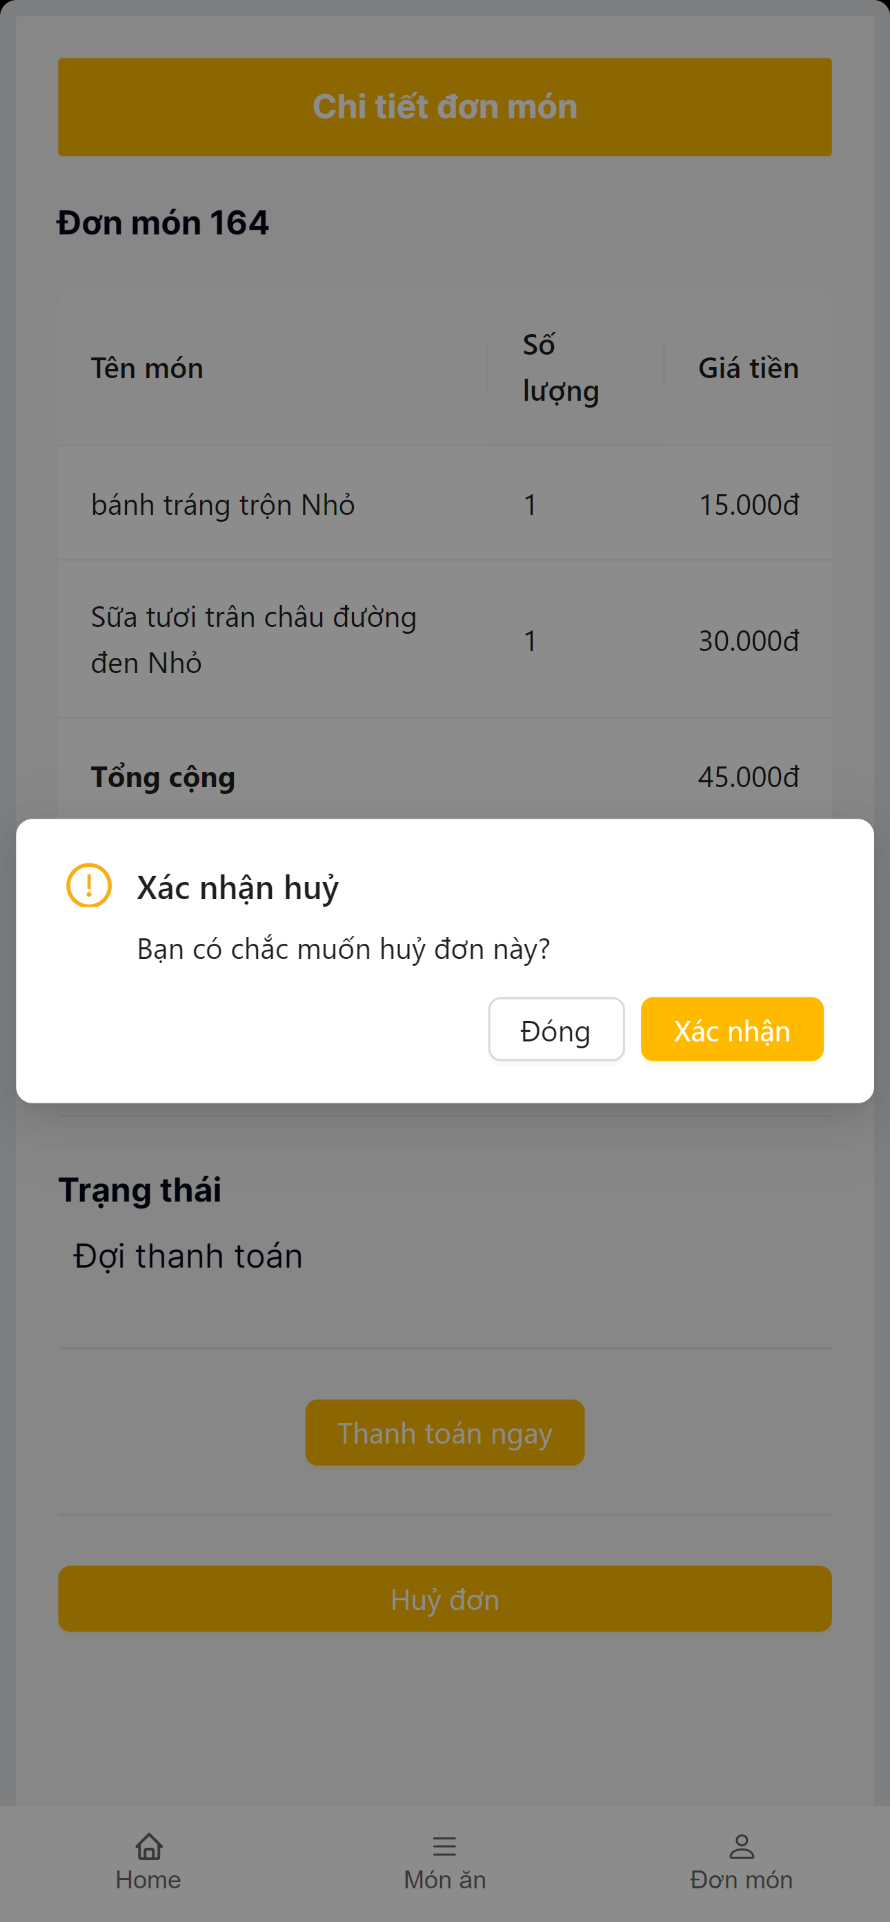 Chi tiết đơn món
Đơn món 164
Tên món
Số lượng
Giá tiền
bánh tráng trộn Nhỏ
1
15.000đ
Sữa tươi trân châu đường
đen Nhỏ
1
30.000đ
Tổng cộng
45.000đ
Xác nhận huỷ
Bạn có chắc muốn huỷ đơn này?
Đóng
Xác nhận
Trạng thái
Đợi thanh toán
Thanh toán ngay
Huỷ đơn
Home
Món ăn
Đơn món